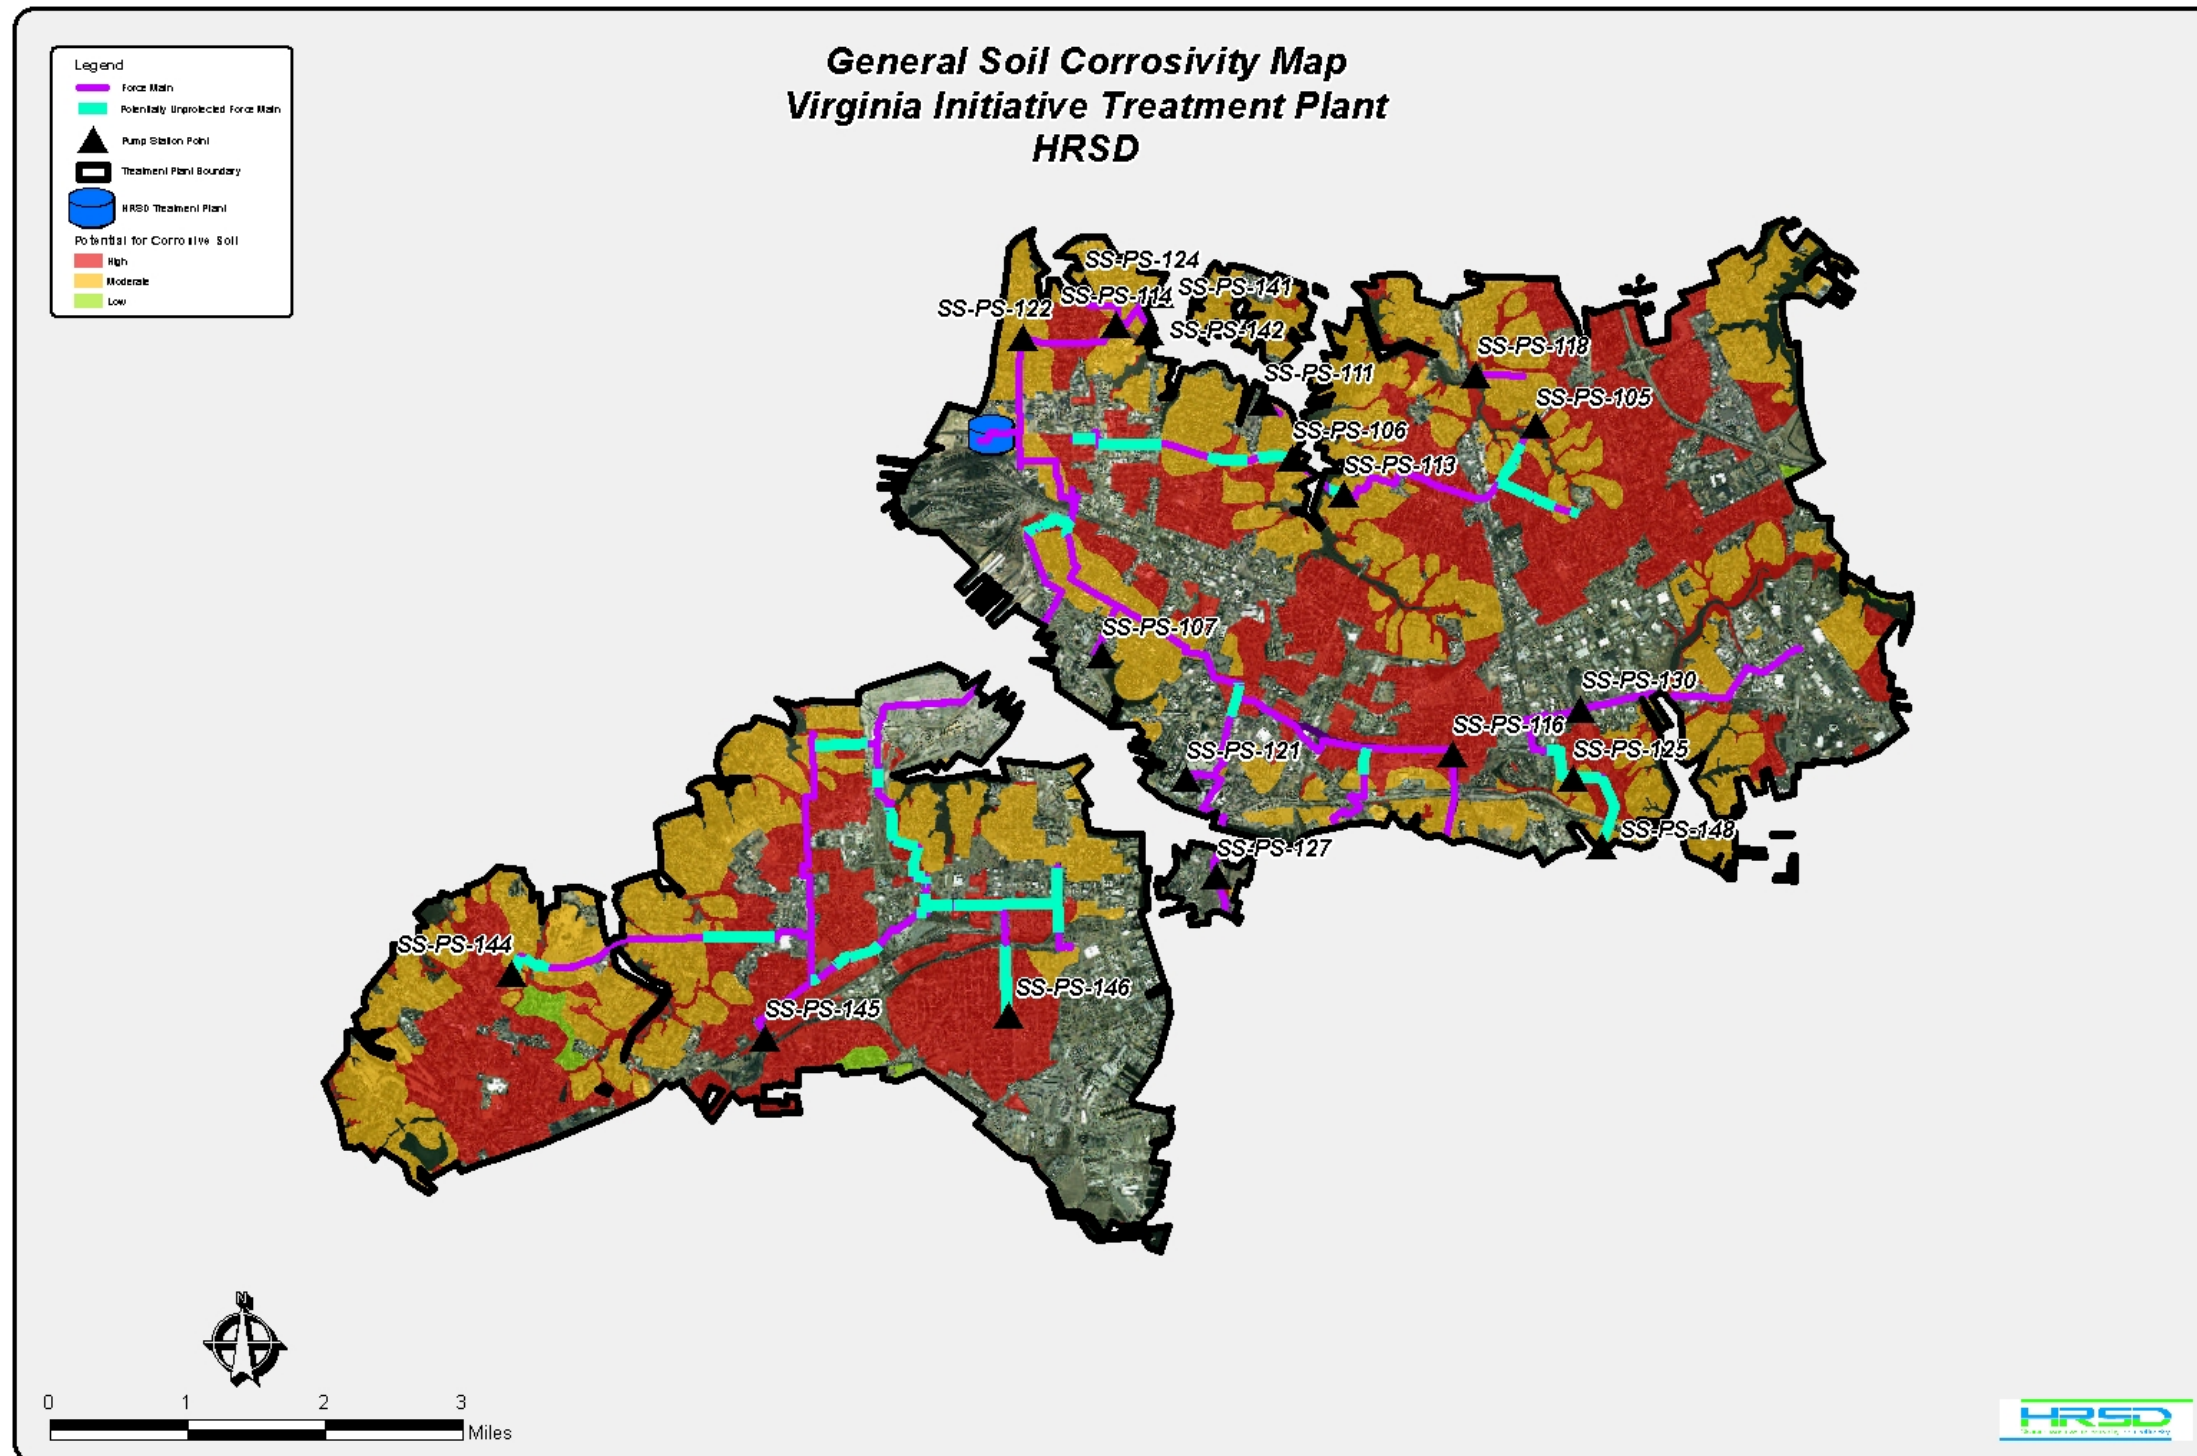 General Soil Corrosivity Map
Virginia Initiative Treatment Plant
HRSD
Legend
Force Main
Potentially Unprotected Force Main
Pump Station Point
Treatment Plant Boundary
HRSD Treatment Plant
Potential for Corrosive Soil
High
Moderate
Low
SS-PS-124
SS-PS-141
SS-PS-114
SS-PS-122
SS-PS-142
SS-PS-118
SS-PS-111
SS-PS-105
SS-PS-106
SS-PS-113
SS-PS-107
SS-PS-130
SS-PS-116
SS-PS-121
SS-PS-125
SS-PS-148
SS-PS-127
SS-PS-144
SS-PS-146
SS-PS-145
N
0 1 2 3
Miles
HRSD